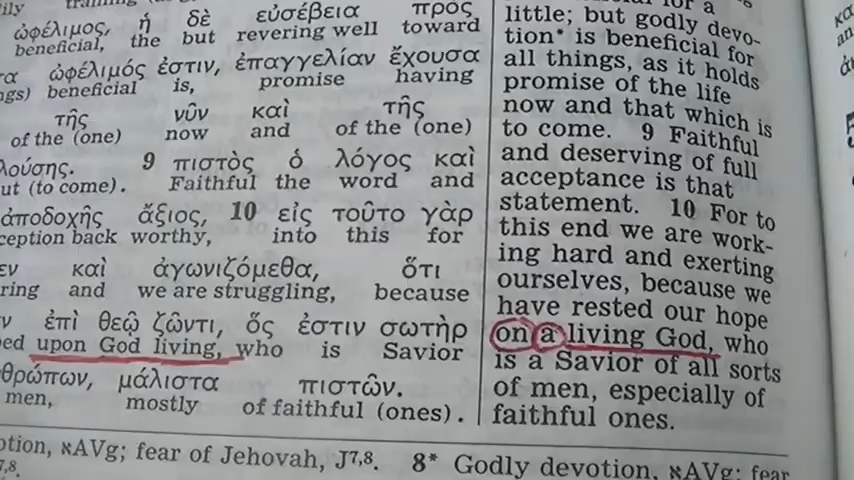 ὠφέλιμος, ἡ δὲ εὐσέβεια πρὸς
beneficial, the but revering well toward
ὠφέλιμός ἐστιν, ἐπαγγελίαν ἔχουσα
beneficial is, promise having
τῆς νῦν καὶ τῆς
of the (one) now and of the (one)
9 πιστὸς ὁ λόγος καὶ
(to come). Faithful the word and
ἀποδοχῆς ἄξιος, 10 εἰς τοῦτο γὰρ
back worthy, into this for
καὶ ἀγωνιζόμεθα, ὅτι
and we are struggling, because
ἐπὶ θεῷ ζῶντι, ὅς ἐστιν σωτὴρ
upon God living, who is Savior
μάλιστα πιστῶν.
men, mostly of faithful (ones).
little; but godly devo-
tion* is beneficial for
all things, as it holds
promise of the life
now and that which is
to come. 9 Faithful
and deserving of full
acceptance is that
statement. 10 For to
this end we are work-
ing hard and exerting
ourselves, because we
have rested our hope
on a living God, who
is a Savior of all sorts
of men, especially of
faithful ones.
אAVg; fear of Jehovah, J7,8. 8* Godly devotion, אAVg; fear